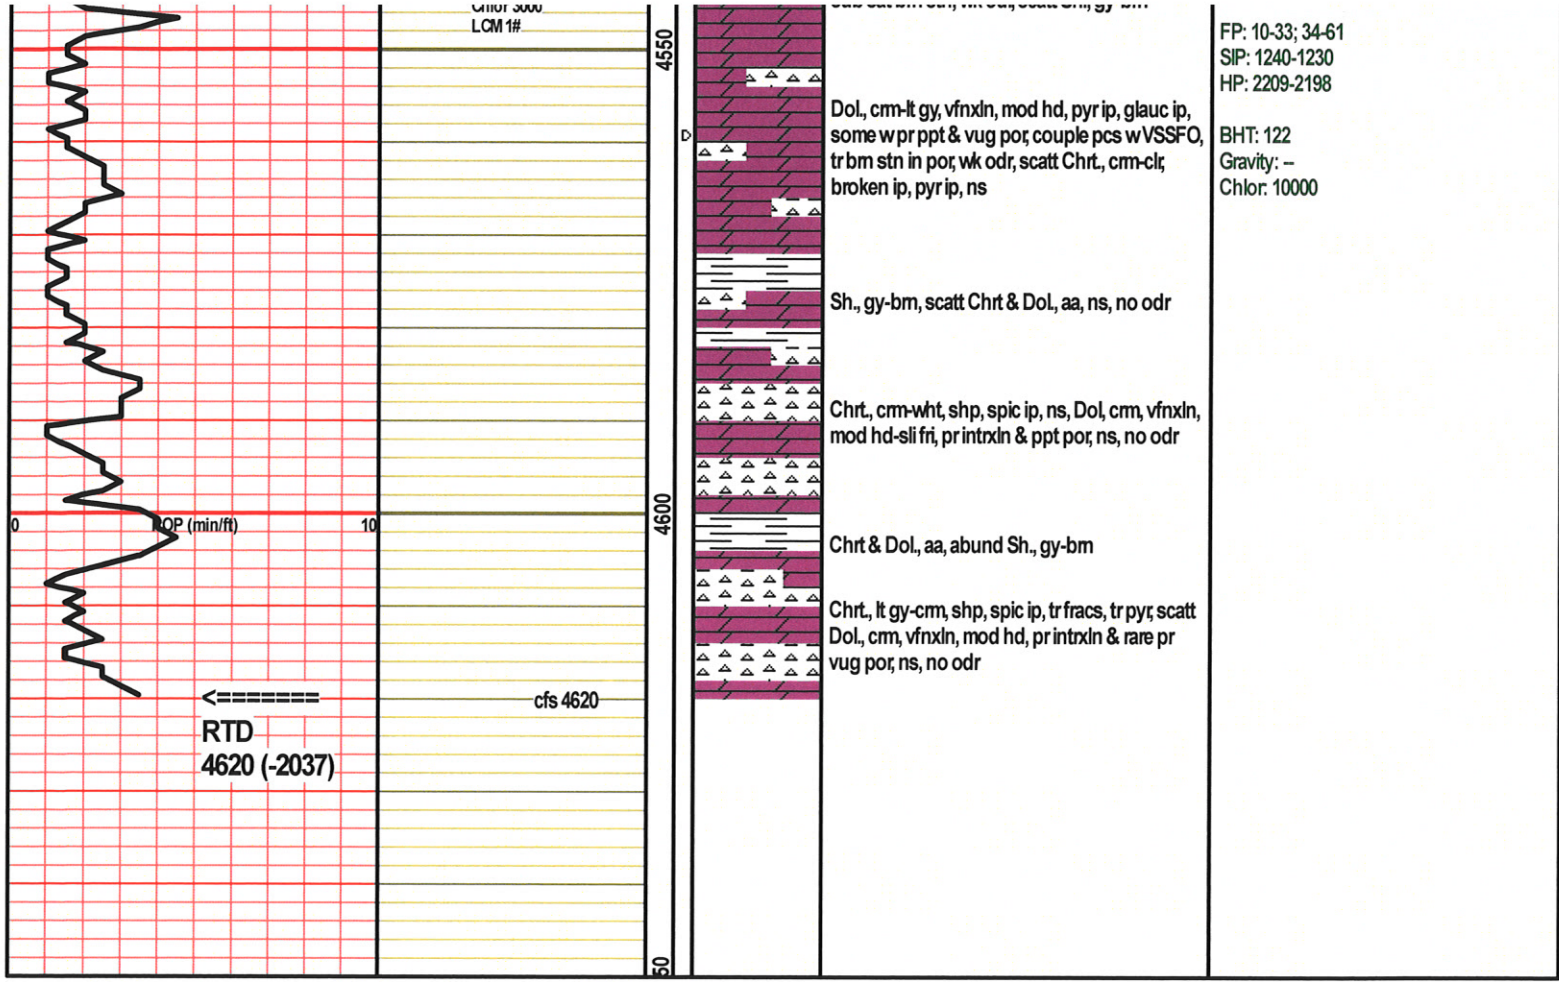 Chlor 3000
LCM 1#
4550
FP: 10-33; 34-61
SIP: 1240-1230
HP: 2209-2198
BHT: 122
Gravity: --
Chlor: 10000
Dol., crm-lt gy, vfnxln, mod hd, pyr ip, glauc ip,
some w pr ppt & vug por, couple pcs w VSSFO,
tr brn stn in por, wk odr, scatt Chrt., crm-clr,
broken ip, pyr ip, ns
Sh., gy-brn, scatt Chrt & Dol., aa, ns, no odr
Chrt., crm-wht, shp, spic ip, ns, Dol, crm, vfnxln,
mod hd-sli fri, pr intrxln & ppt por, ns, no odr
4600
0 ROP (min/ft) 10
Chrt & Dol., aa, abund Sh., gy-brn
Chrt., lt gy-crm, shp, spic ip, tr fracs, tr pyr, scatt
Dol., crm, vfnxln, mod hd, pr intrxln & rare pr
vug por, ns, no odr
<=======
cfs 4620
RTD
4620 (-2037)
50